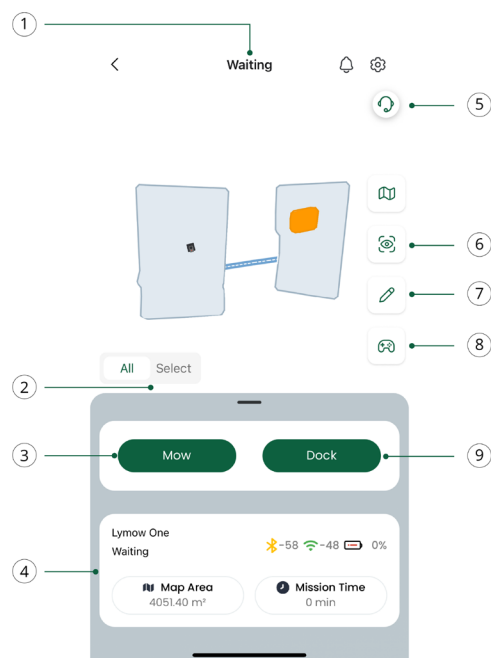 1
Waiting
5
6
7
8
All Select
2
3
Mow
Dock
9
Lymow One
Waiting
-58 -48 0%
4
Map Area
4051.40 m²
Mission Time
0 min